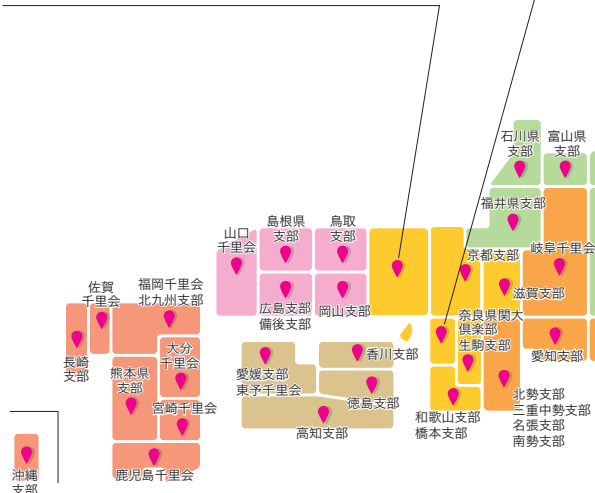 石川県
支部
富山県
支部
福井県支部
岐阜千里会
京都支部
滋賀支部
愛知支部
奈良県関大
倶楽部
生駒支部
北勢支部
三重中勢支部
名張支部
南勢支部
和歌山支部
橋本支部
鳥取
支部
島根県
支部
山口
千里会
岡山支部
広島支部
備後支部
香川支部
徳島支部
愛媛支部
東予千里会
高知支部
福岡千里会
北九州支部
佐賀
千里会
長崎
支部
大分
千里会
熊本県
支部
宮崎千里会
鹿児島千里会
沖縄
支部